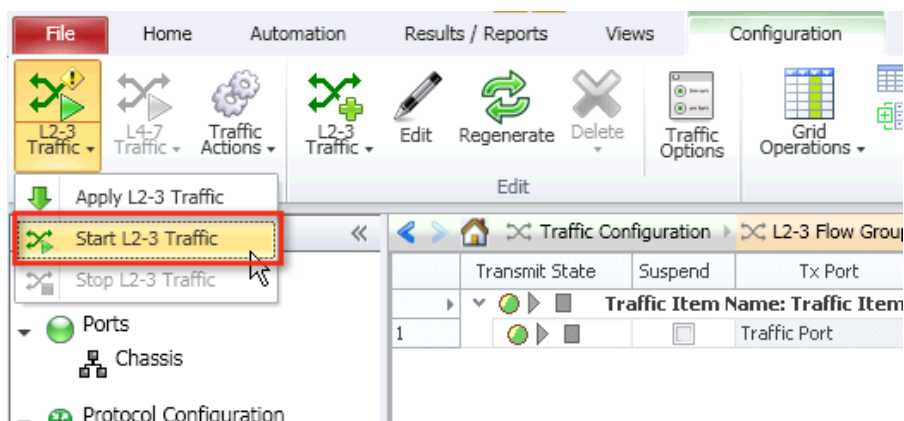 File Home Automation Results / Reports Views Configuration
L2-3 Traffic
L4-7 Traffic
Traffic Actions
L2-3 Traffic
Edit
Regenerate
Delete
Traffic Options
Grid Operations
Edit
Apply L2-3 Traffic
Start L2-3 Traffic
Stop L2-3 Traffic
Ports
Chassis
Protocol Configuration
Traffic Configuration L2-3 Flow Group
Transmit State Suspend Tx Port
Traffic Item Name: Traffic Item
1 Traffic Port